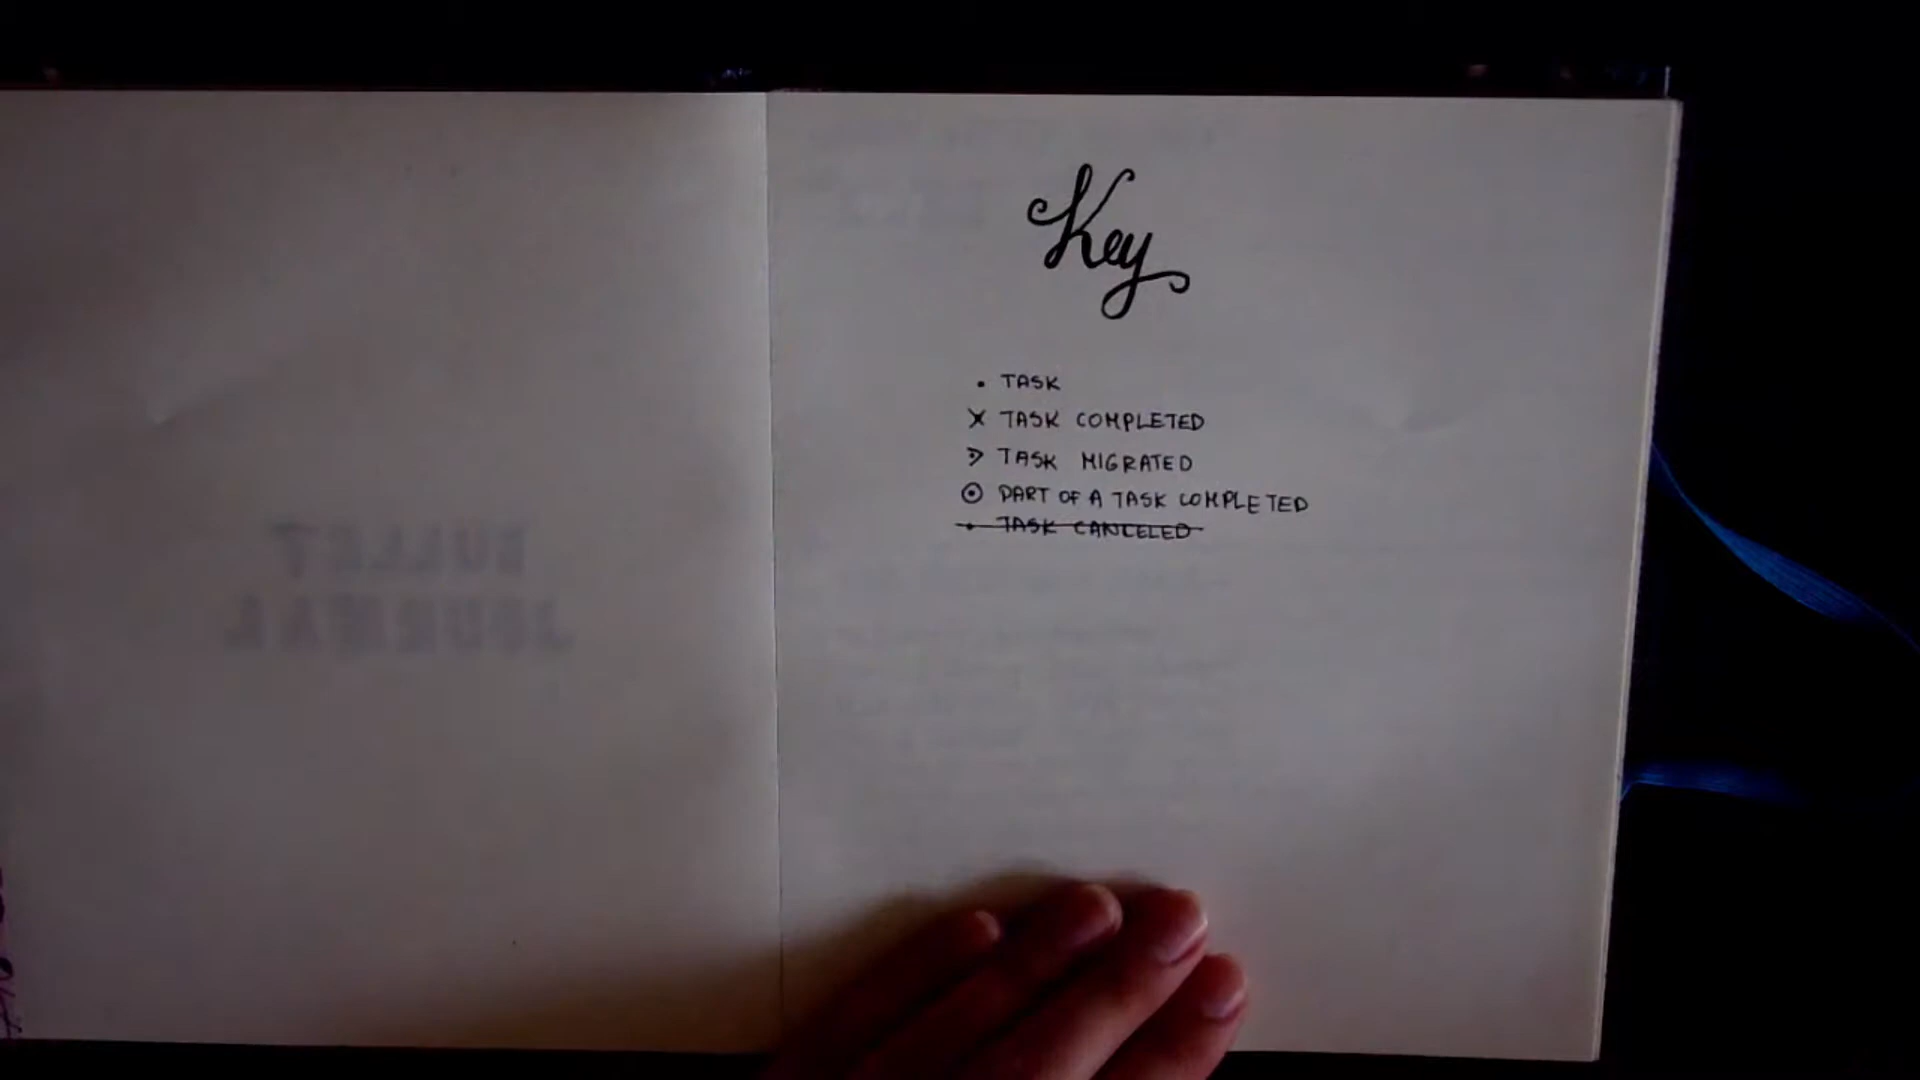 Key
• TASK
X TASK COMPLETED
> TASK MIGRATED
⊙ PART OF A TASK COMPLETED
• TASK CANCELED